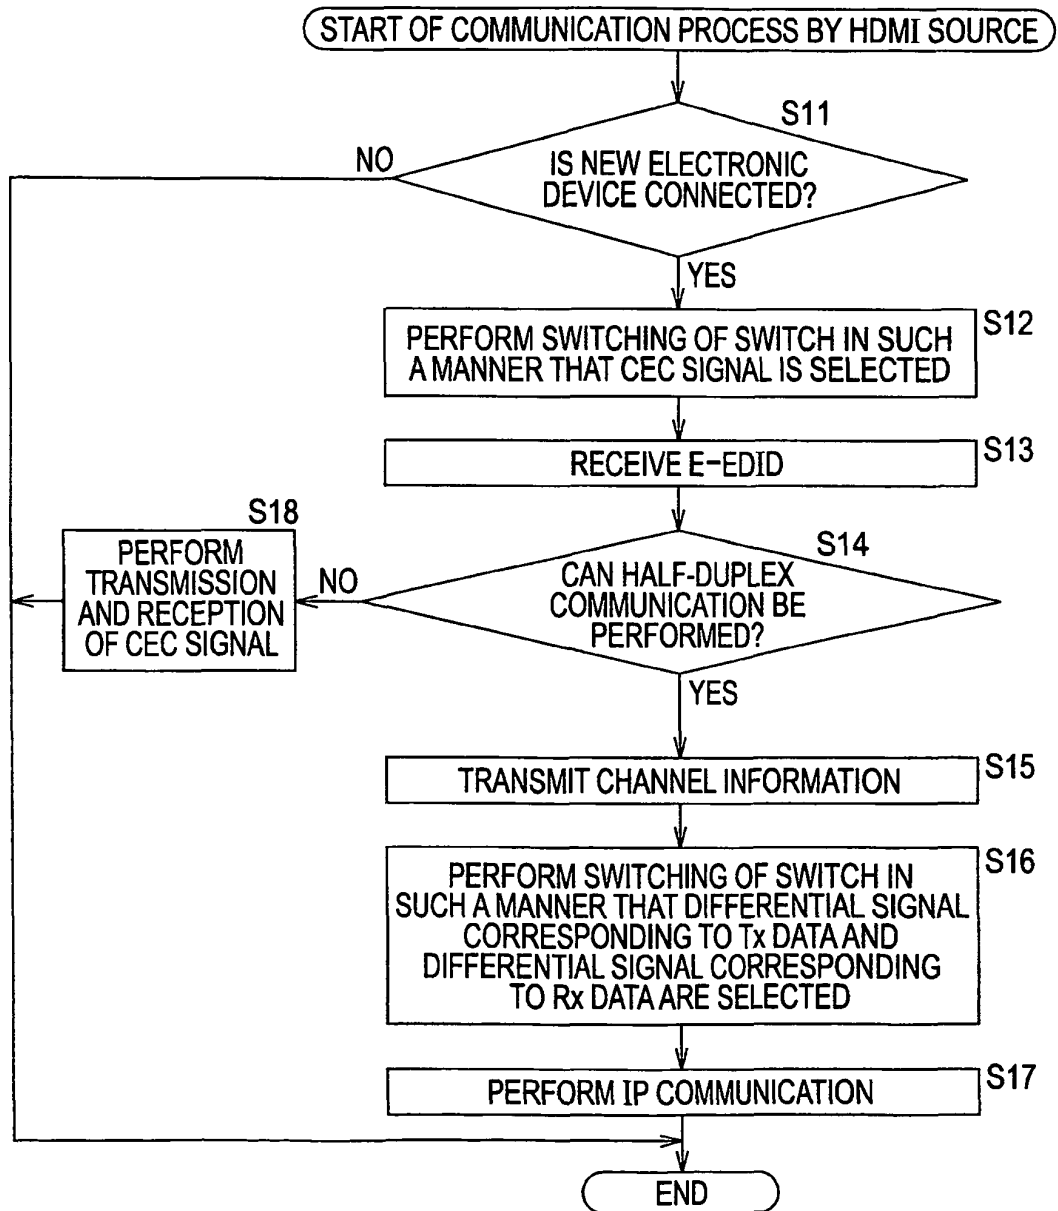 START OF COMMUNICATION PROCESS BY HDMI SOURCE
S11
NO
IS NEW ELECTRONIC
DEVICE CONNECTED?
YES
S12
PERFORM SWITCHING OF SWITCH IN SUCH
A MANNER THAT CEC SIGNAL IS SELECTED
S13
RECEIVE E-EDID
S18
PERFORM
TRANSMISSION
AND RECEPTION
OF CEC SIGNAL
NO
S14
CAN HALF-DUPLEX
COMMUNICATION BE
PERFORMED?
YES
S15
TRANSMIT CHANNEL INFORMATION
S16
PERFORM SWITCHING OF SWITCH IN
SUCH A MANNER THAT DIFFERENTIAL SIGNAL
CORRESPONDING TO Tx DATA AND
DIFFERENTIAL SIGNAL CORRESPONDING
TO Rx DATA ARE SELECTED
S17
PERFORM IP COMMUNICATION
END